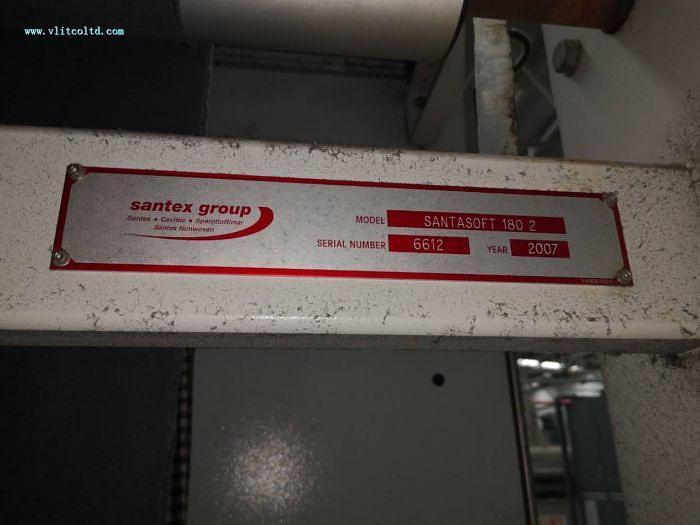 www.vlitcoltd.com
santex group
Santex • Cavitec • SperottoRimar
Santex Nonwoven
MODEL SANTASOFT 180 2
SERIAL NUMBER 6612 YEAR 2007